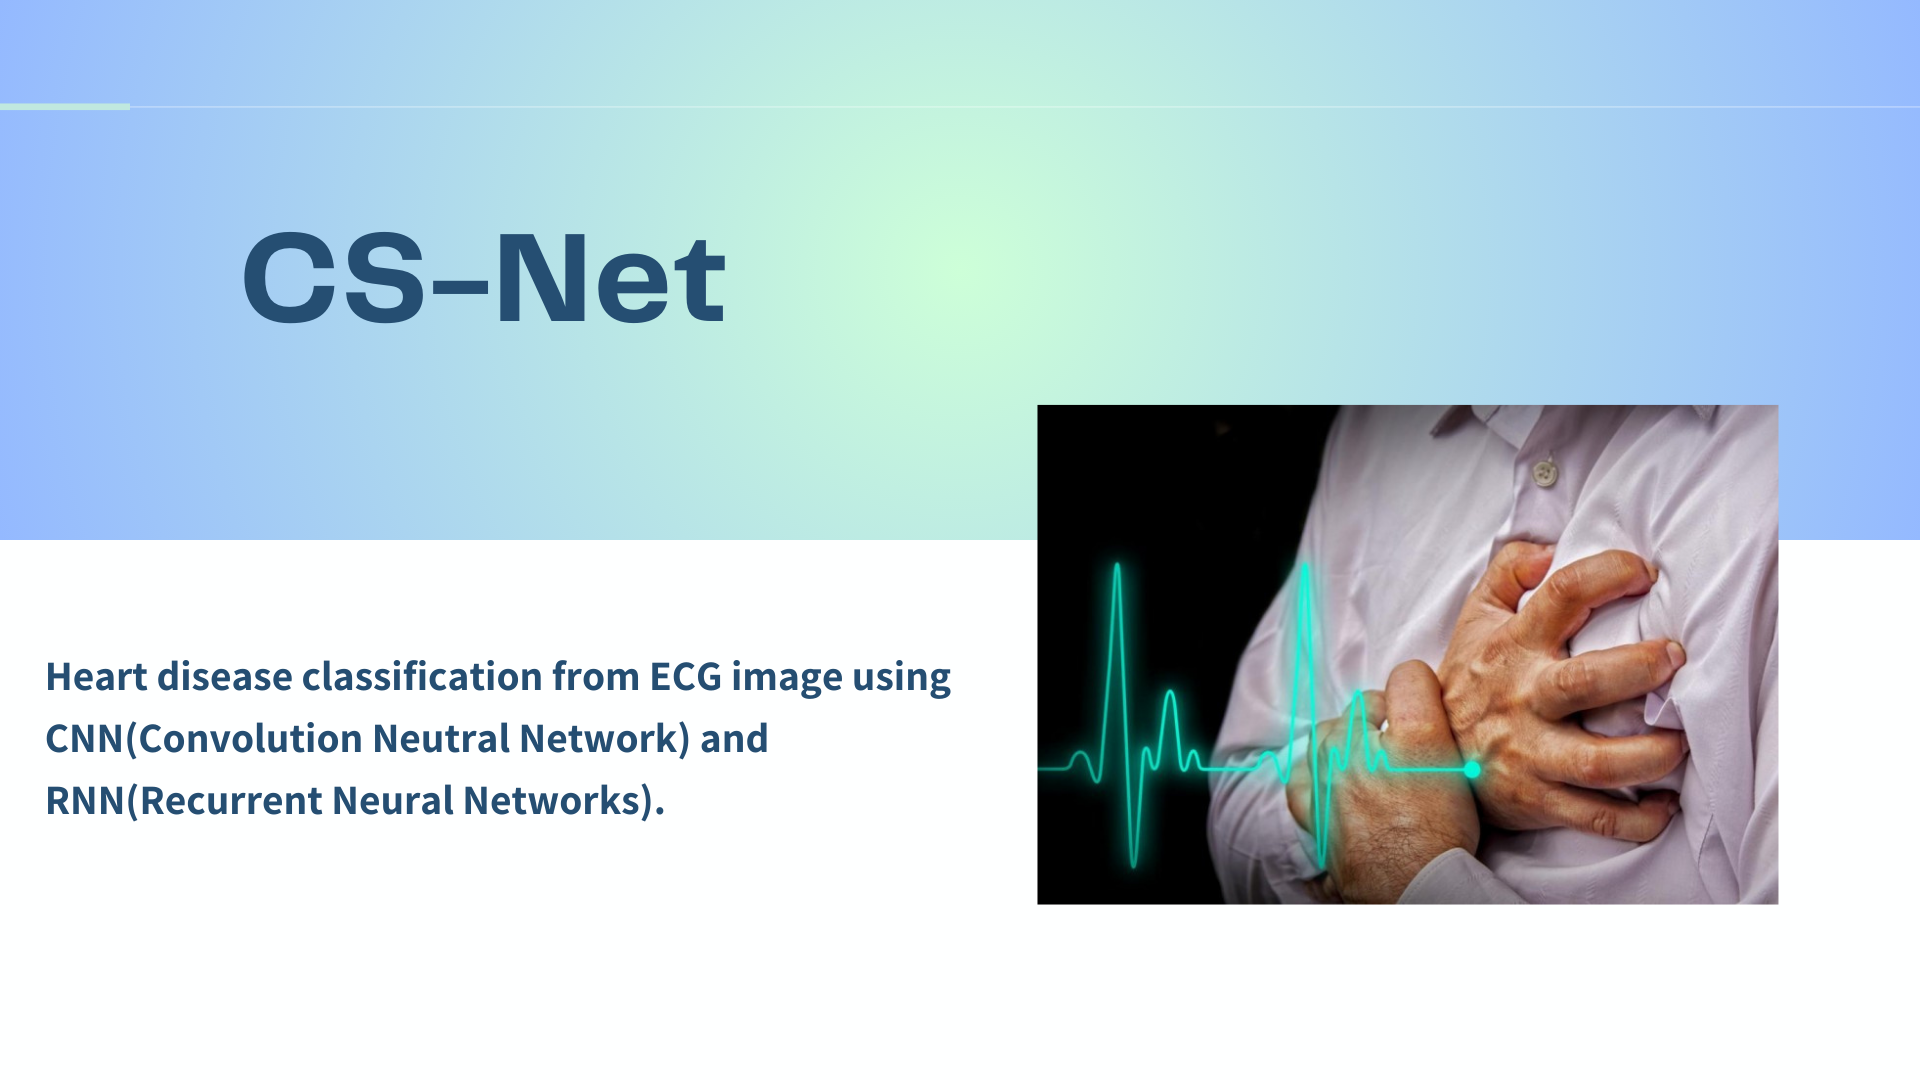 CS-Net
Heart disease classification from ECG image using
CNN(Convolution Neutral Network) and
RNN(Recurrent Neural Networks).